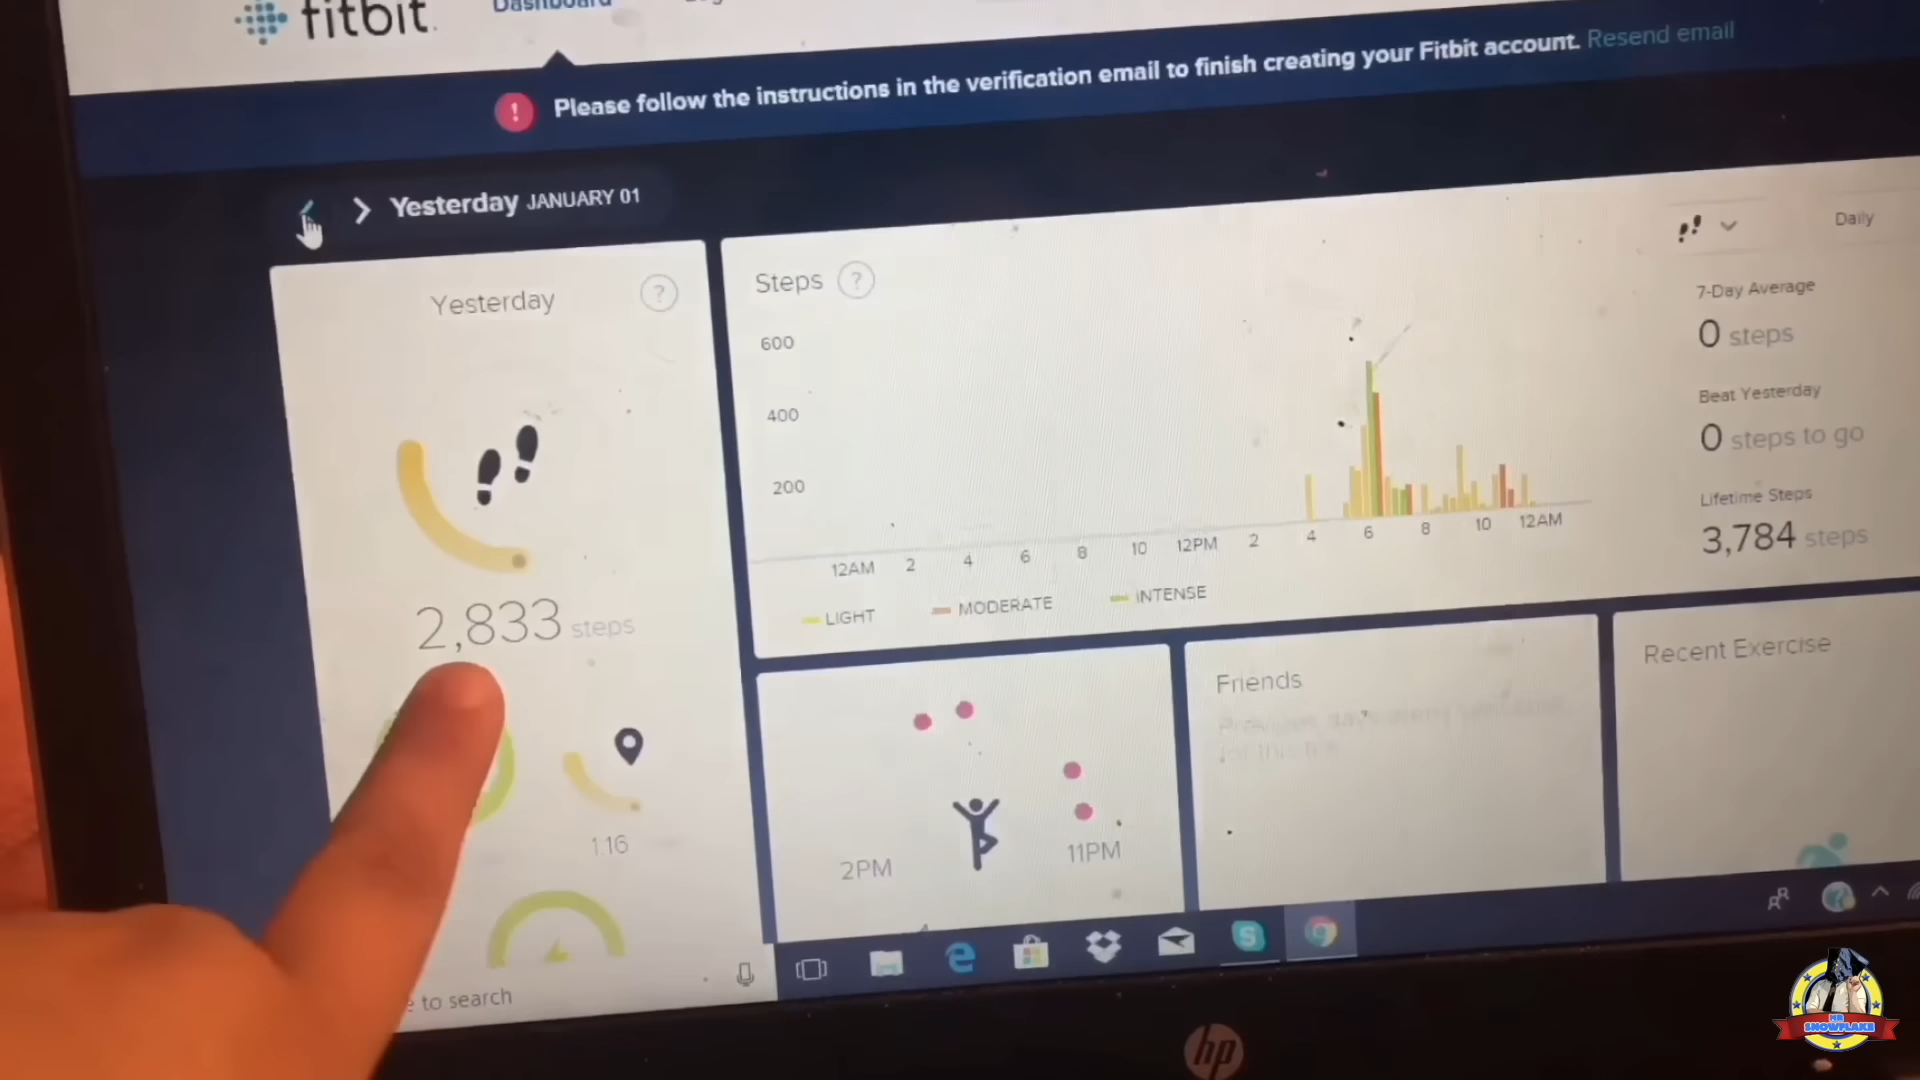 fitbit.
Dashboard
! Please follow the instructions in the verification email to finish creating your Fitbit account. Resend email
Yesterday JANUARY 01
Yesterday ?
2,833 steps
1.16
Steps ?
600
400
200
12AM 2 4 6 8 10 12PM 2 4 6 8 10 12AM
LIGHT MODERATE INTENSE
Daily
7-Day Average
0 steps
Beat Yesterday
0 steps to go
Lifetime Steps
3,784 steps
2PM 11PM
Friends
Recent Exercise
to search
hp
MR
SNOWFLAKE